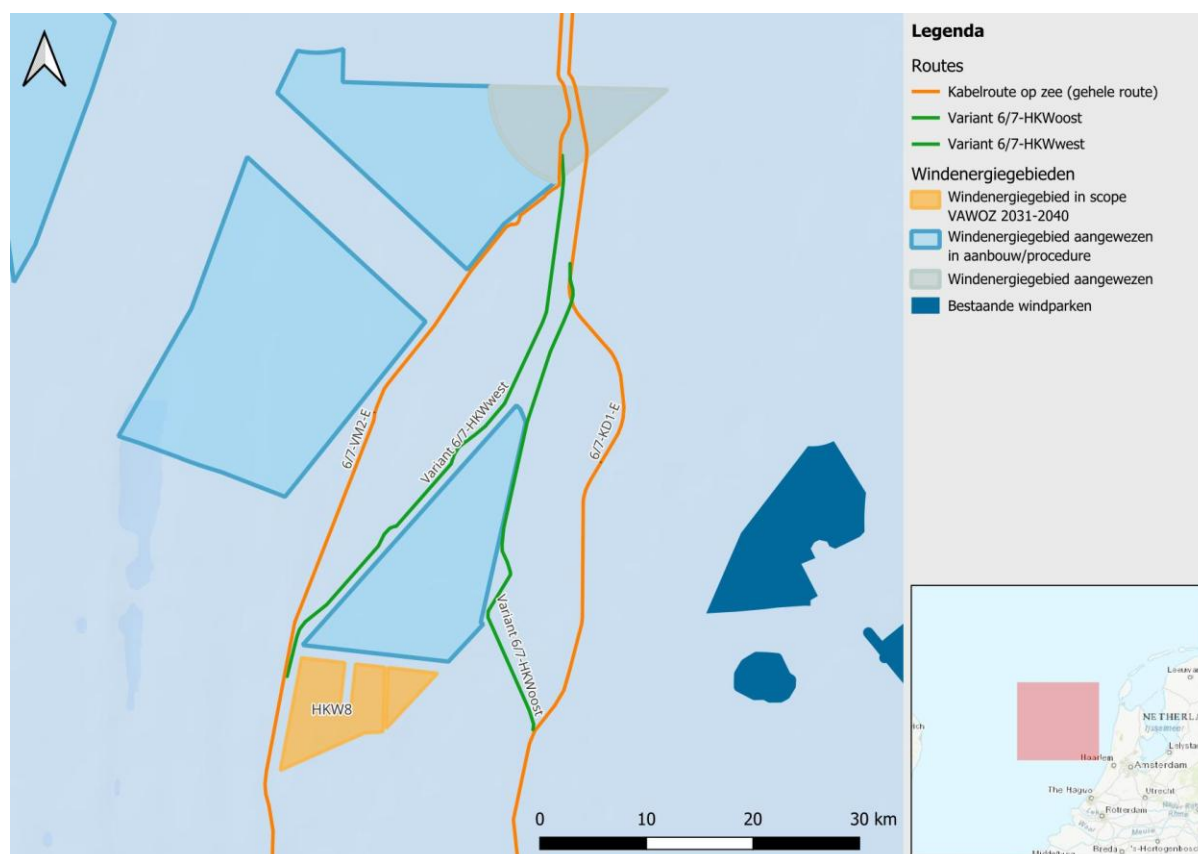 Legenda
Routes
Kabelroute op zee (gehele route)
Variant 6/7-HKWoost
Variant 6/7-HKWwest
Windenergiegebieden
Windenergiegebied in scope
VAWOZ 2031-2040
Windenergiegebied aangewezen
in aanbouw/procedure
Windenergiegebied aangewezen
Bestaande windparken
6/7-VM2-E
Variant 6/7-HKWwest
6/7-KD1-E
Variant 6/7-HKWoost
HKW8
0 10 20 30 km
NETHERLA
Lelystad
Haarlem
Amsterdam
The Hague
Utrecht
Rotterdam
Breda
's-Hertogenbosch